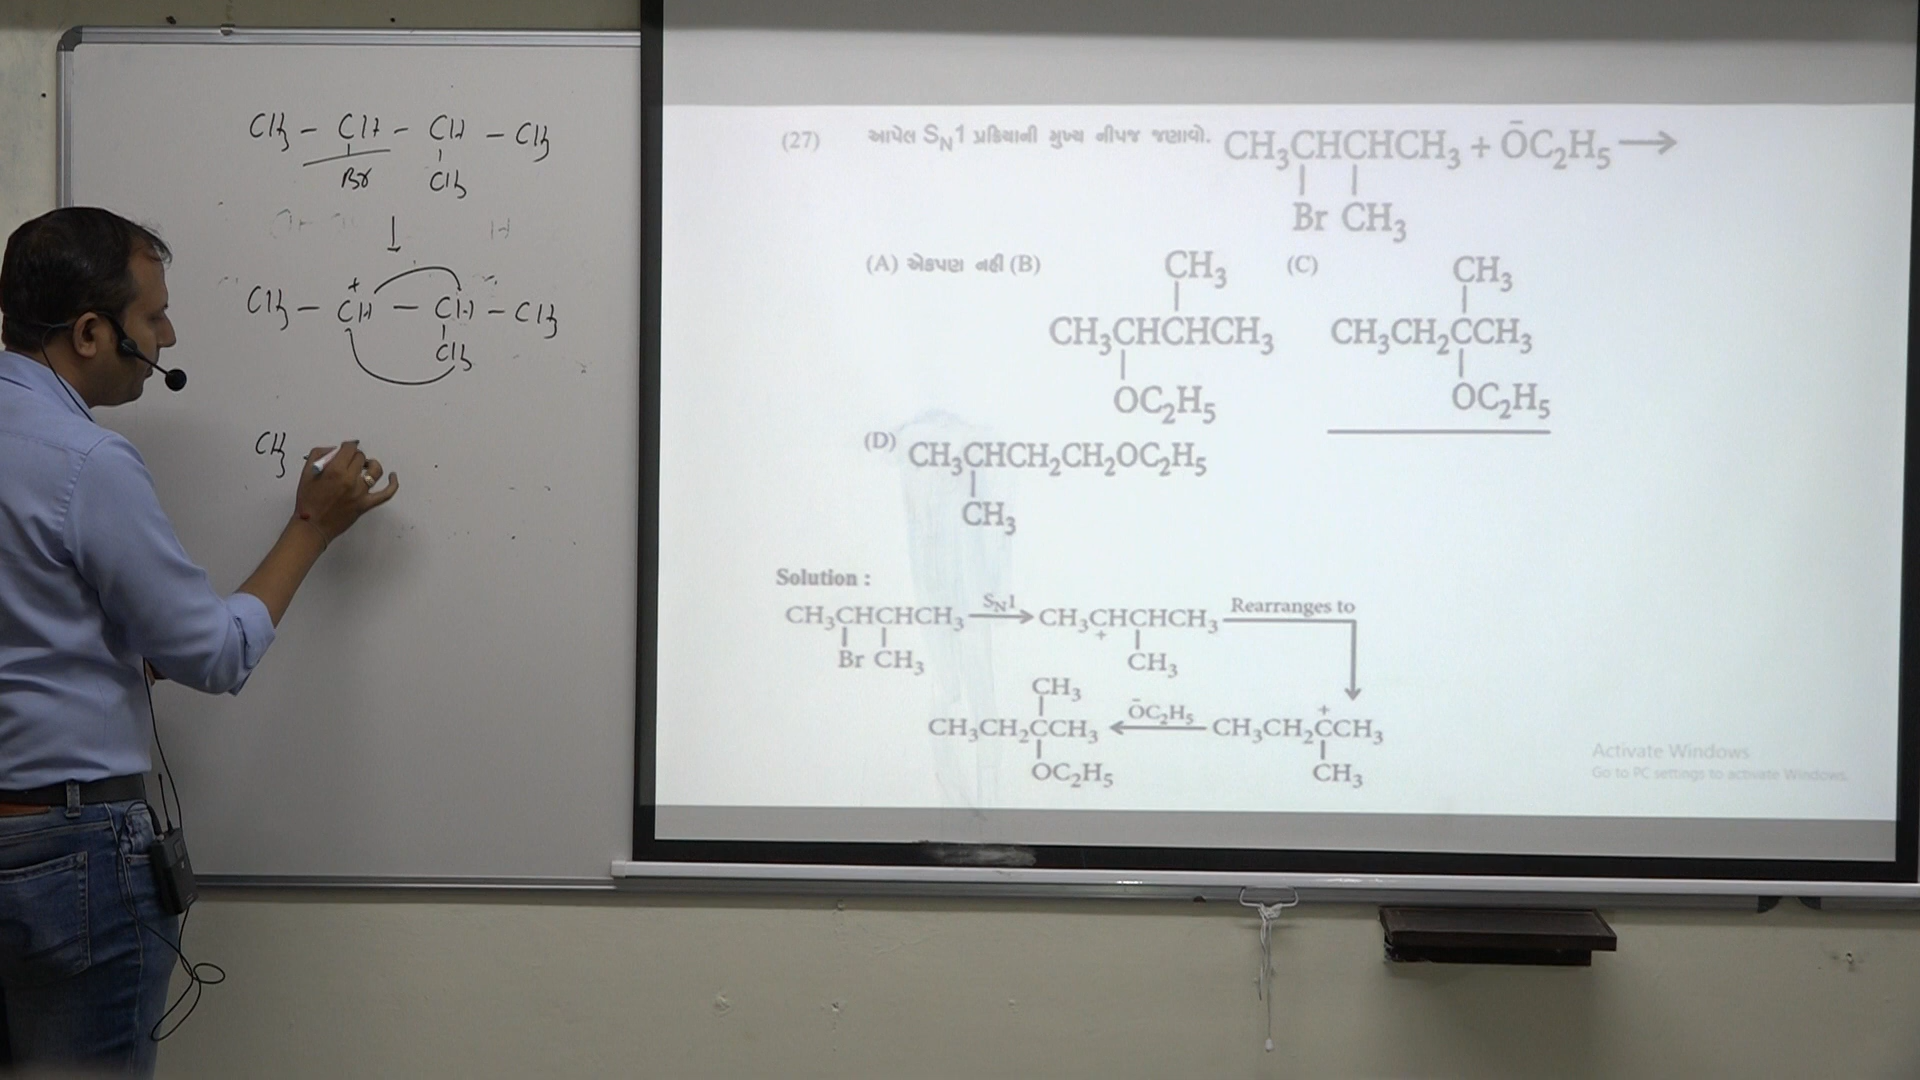 CH3 – CH – CH – CH3
Br CH3
↓
+
CH3 – CH – CH – CH3
CH3
CH3 –
(27) આપેલ SN1 પ્રક્રિયાની મુખ્ય નીપજ જણાવો. CH3CHCHCH3 + ŌC2H5 →
Br CH3
(A) એકપણ નહી (B) CH3 (C) CH3
CH3CHCHCH3 CH3CH2CCH3
OC2H5 OC2H5
(D) CH3CHCH2CH2OC2H5
CH3
Solution :
CH3CHCHCH3 SN1→ CH3CHCHCH3 Rearranges to
Br CH3 + CH3
CH3 +
CH3CH2CCH3 ←ŌC2H5 CH3CH2CCH3
OC2H5 CH3
Activate Windows
Go to PC settings to activate Windows.